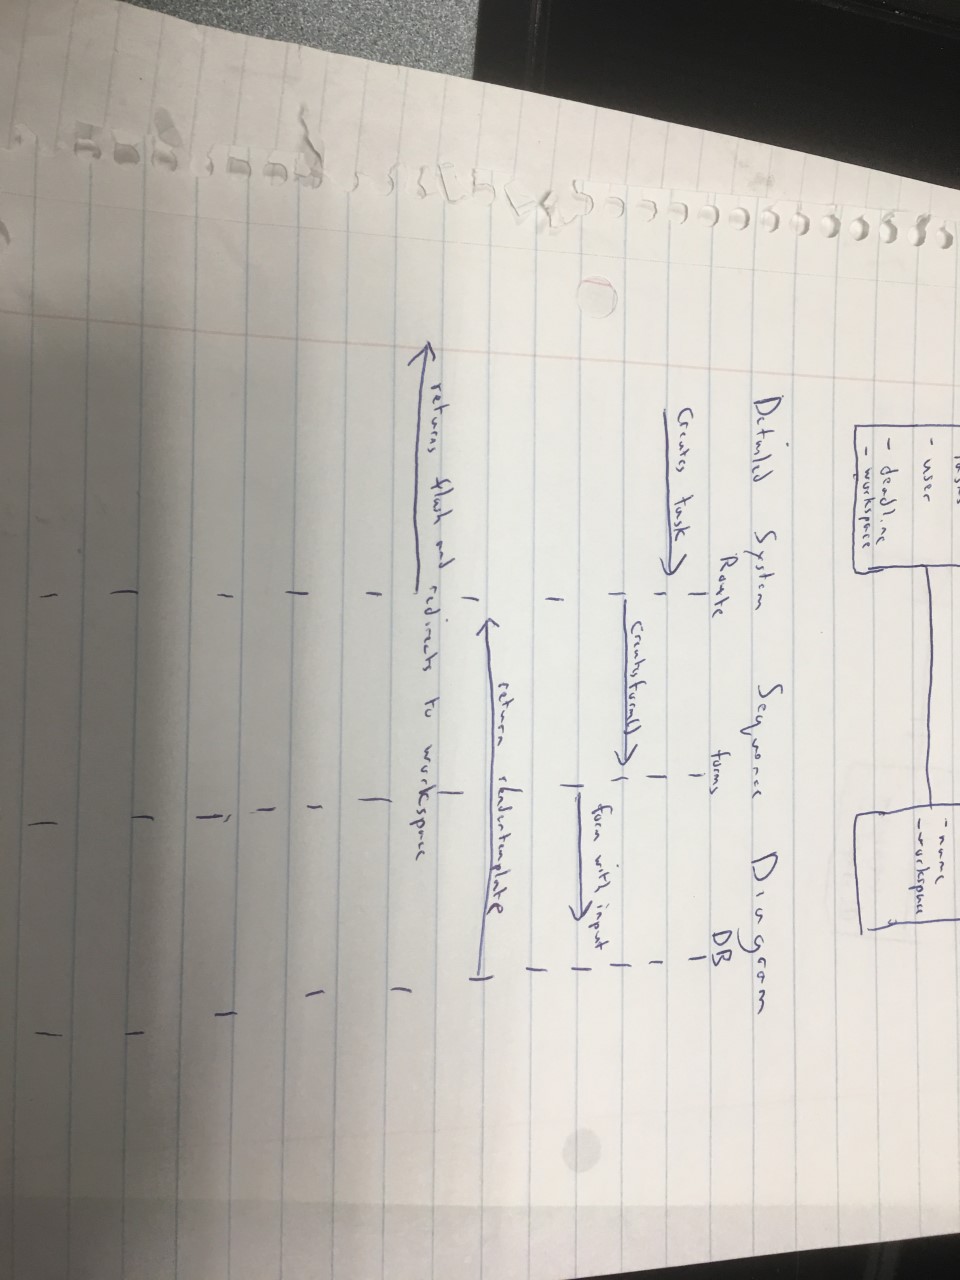 - user
- deadline
- workspace
- name
- workspace
Detailed System Sequence Diagram
Route forms DB
Creates task
createsform()
form with input
return rendertemplate
returns flash and redirects to workspace